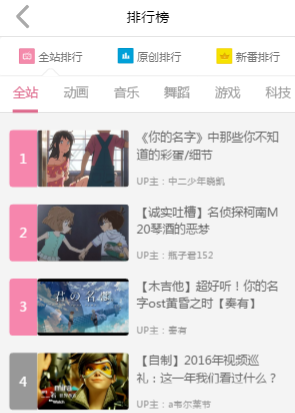 排行榜
全站排行 原创排行 新番排行
全站 动画 音乐 舞蹈 游戏 科技
1
《你的名字》中那些你不知
道的彩蛋/细节
UP主：中二少年晓凯
2
【诚实吐槽】名侦探柯南M
20琴酒的恶梦
UP主：瓶子君152
3
君の名は
【木吉他】超好听！你的名
字ost黄昏之时【奏有】
UP主：奏有
4
mira
【自制】2016年视频巡
礼：这一年我们看过什么？
UP主：a韦尔莱节